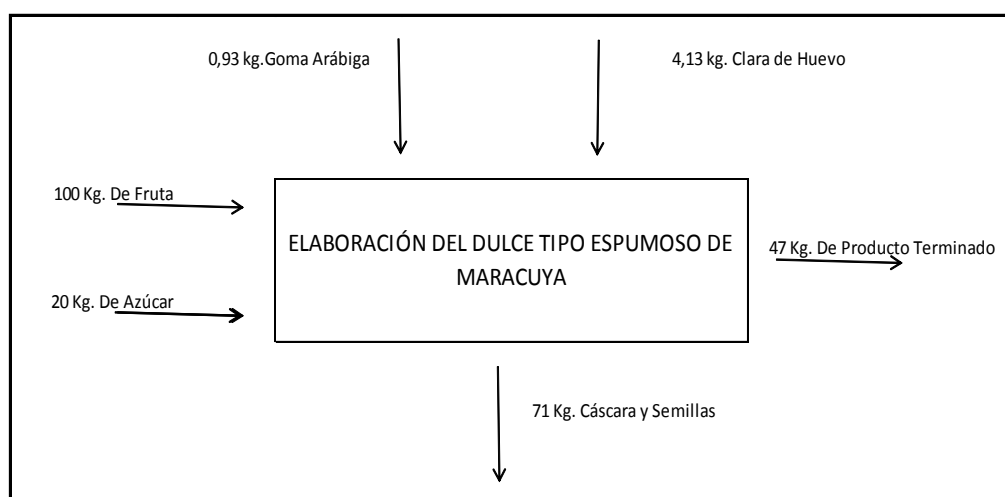 0,93 kg.Goma Arábiga
4,13 kg. Clara de Huevo
100 Kg. De Fruta
ELABORACIÓN DEL DULCE TIPO ESPUMOSO DE
MARACUYA
47 Kg. De Producto Terminado
20 Kg. De Azúcar
71 Kg. Cáscara y Semillas